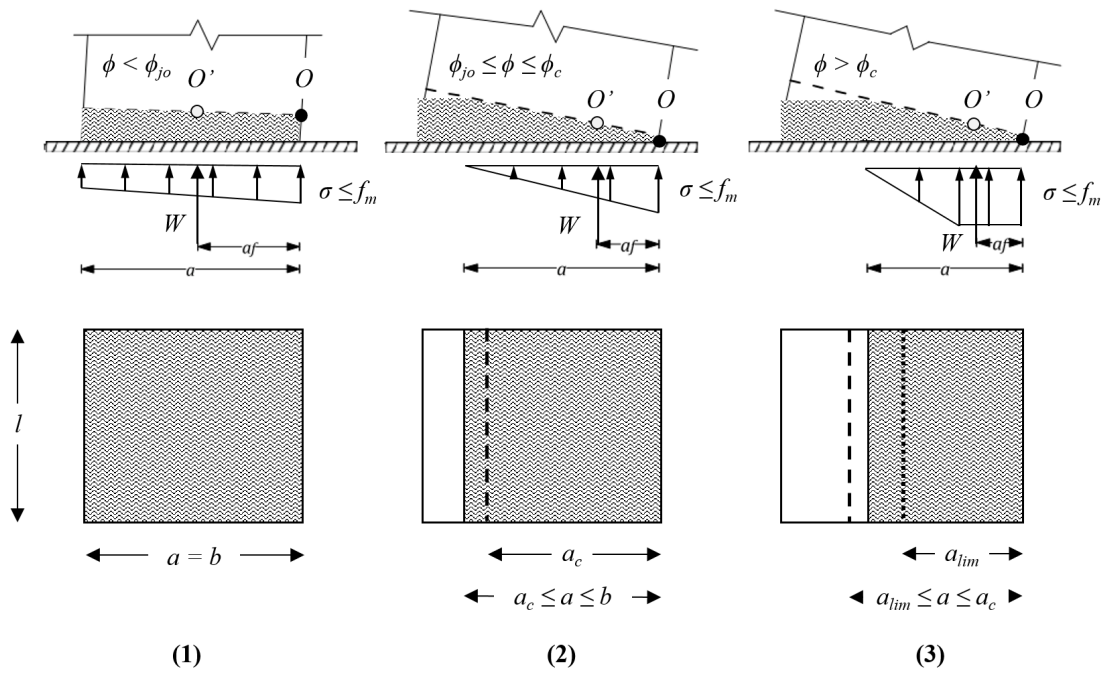 ϕ < ϕjo
O’
O
σ ≤ fm
W
af
a
l
a = b
(1)
ϕjo ≤ ϕ ≤ ϕc
O’
O
σ ≤ fm
W
af
a
ac
ac ≤ a ≤ b
(2)
ϕ > ϕc
O’
O
σ ≤ fm
W
af
a
alim
alim ≤ a ≤ ac
(3)